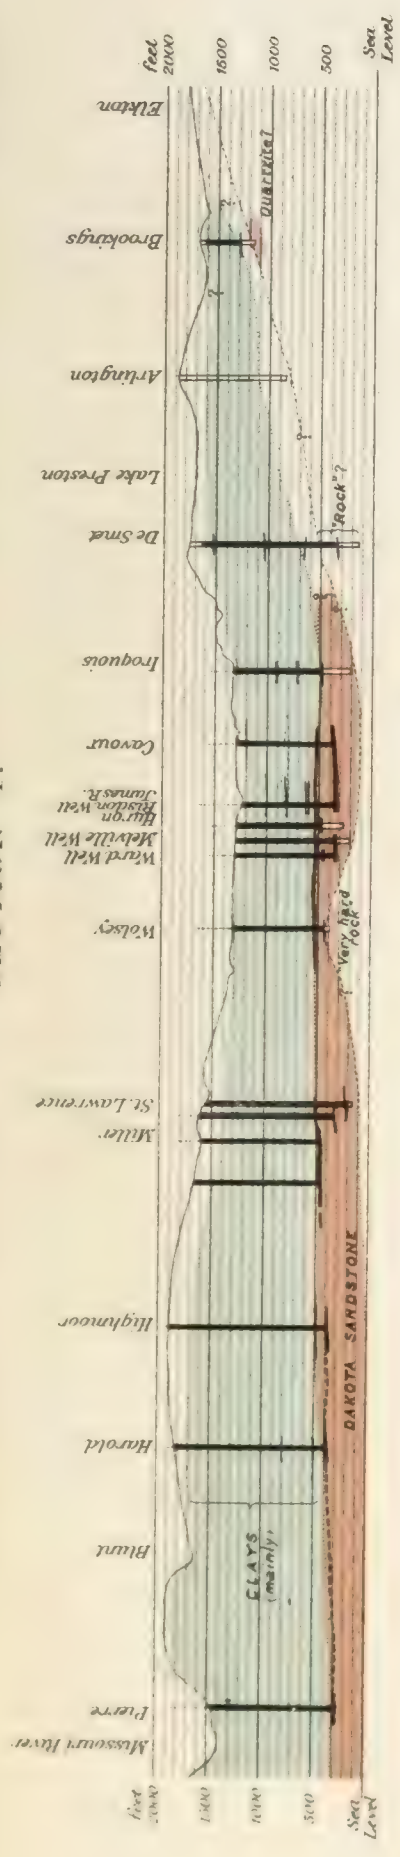 feet
2000
1500
1000
500
Sea
Level
Elkton
Brookings
Arlington
Lake Preston
De Smet
Iroquois
Cavour
James R.
Risdon Well
Huron
Melville Well
Ward Well
Wolsey
St. Lawrence
Miller
Highmoor
Harold
Blunt
Pierre
Missouri River
Quartzite?
?
?
?
"Rock"?
?
?
Very hard
rock
?
DAKOTA SANDSTONE
CLAYS
(mainly)
feet
2000
1500
1000
500
Sea
Level